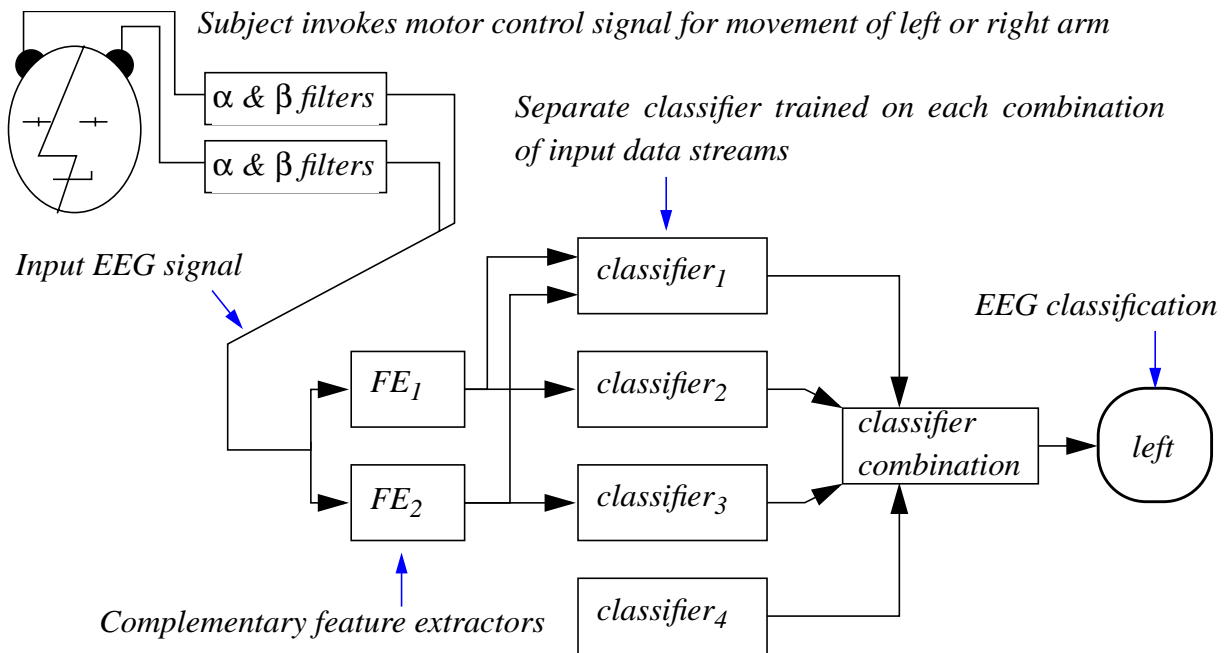 Subject invokes motor control signal for movement of left or right arm
α & β filters
α & β filters
Separate classifier trained on each combination
of input data streams
Input EEG signal
classifier1
EEG classification
FE1
classifier2
classifier
combination
left
FE2
classifier3
Complementary feature extractors
classifier4